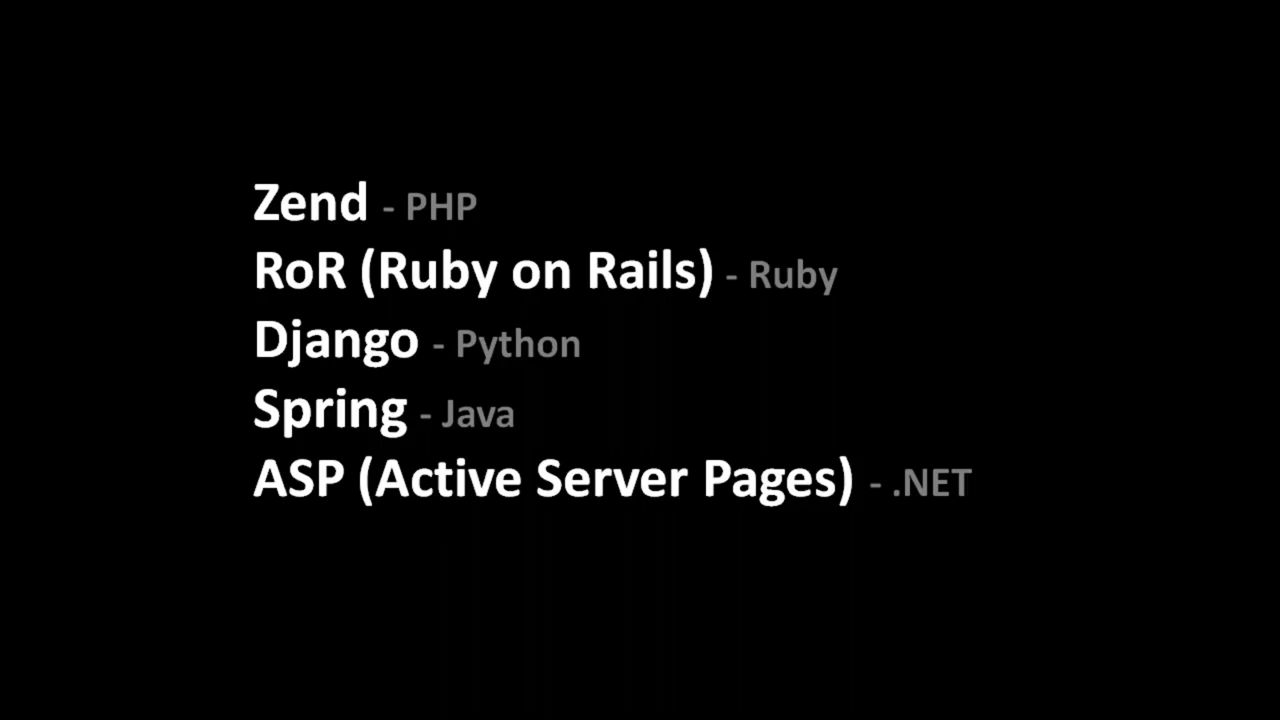 Zend - PHP
RoR (Ruby on Rails) - Ruby
Django - Python
Spring - Java
ASP (Active Server Pages) - .NET